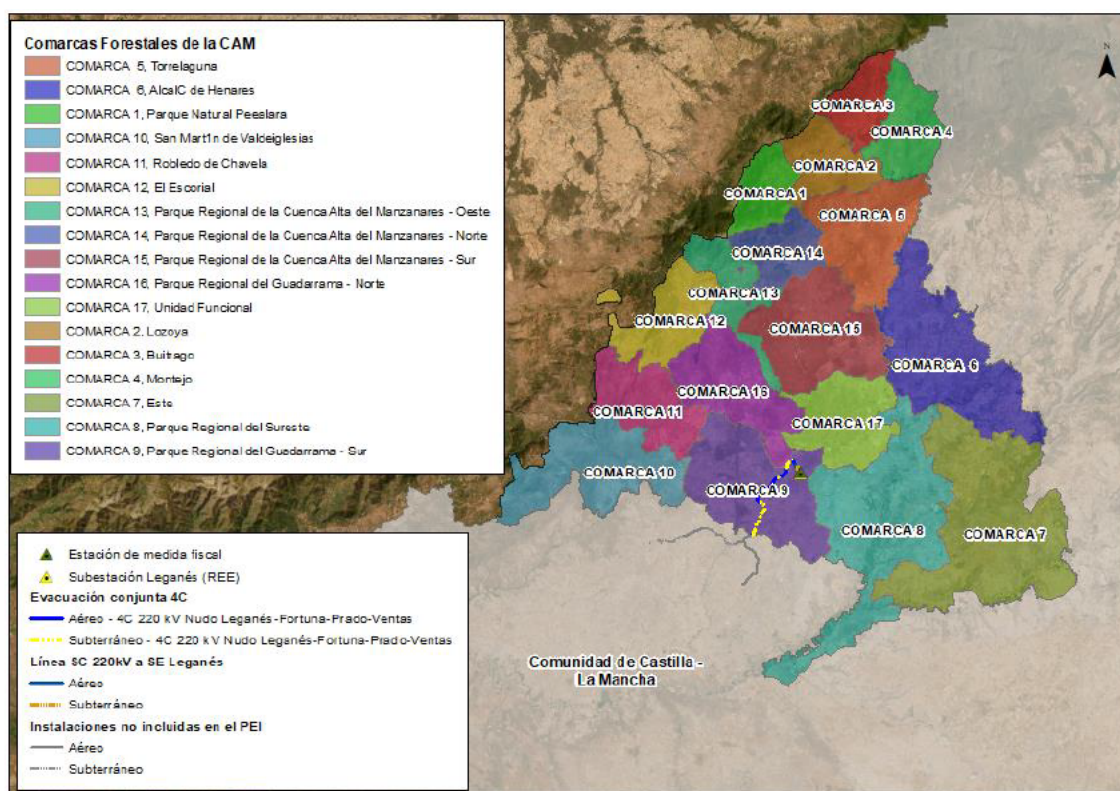 Comarcas Forestales de la CAM
COMARCA 5, Torrelaguna
COMARCA 6, AlcalC de Henares
COMARCA 1, Parque Natural Peeslara
COMARCA 10, San Mart1n de Valdeiglesias
COMARCA 11, Robledo de Chavela
COMARCA 12, El Escorial
COMARCA 13, Parque Regional de la Cuenca Alta del Manzanares - Oeste
COMARCA 14, Parque Regional de la Cuenca Alta del Manzanares - Norte
COMARCA 15, Parque Regional de la Cuenca Alta del Manzanares - Sur
COMARCA 16, Parque Regional del Guadarrama - Norte
COMARCA 17, Unidad Funcional
COMARCA 2, Lozoya
COMARCA 3, Buitrago
COMARCA 4, Montejo
COMARCA 7, Este
COMARCA 8, Parque Regional del Sureste
COMARCA 9, Parque Regional del Guadarrama - Sur
N
COMARCA 3
COMARCA 4
COMARCA 2
COMARCA 1
COMARCA 5
COMARCA 14
COMARCA 13
COMARCA 12
COMARCA 15
COMARCA 6
COMARCA 16
COMARCA 11
COMARCA 17
COMARCA 10
COMARCA 9
COMARCA 8
COMARCA 7
Comunidad de Castilla -
La Mancha
Estación de medida fiscal
Subestación Leganés (REE)
Evacuación conjunta 4C
Aéreo - 4C 220 kV Nudo Leganés-Fortuna-Prado-Ventas
Subterráneo - 4C 220 kV Nudo Leganés-Fortuna-Prado-Ventas
Línea SC 220kV a SE Leganés
Aéreo
Subterráneo
Instalaciones no incluidas en el PEI
Aéreo
Subterráneo